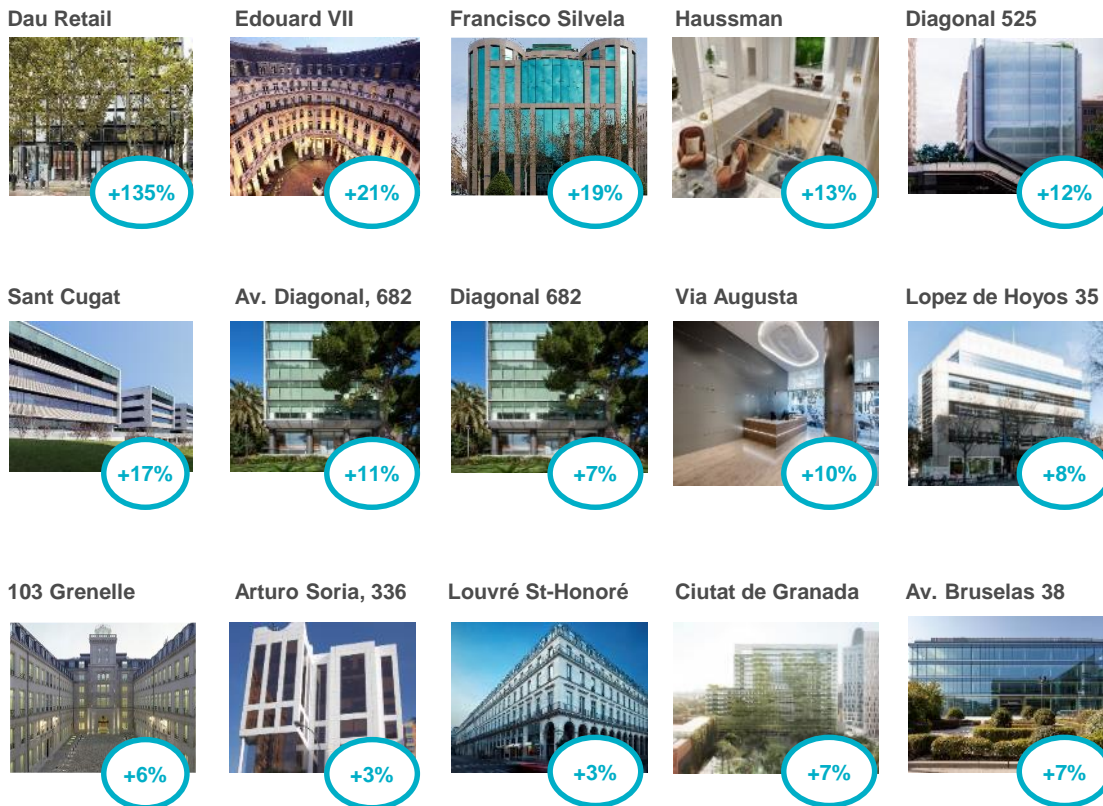 Dau Retail
Edouard VII
Francisco Silvela
Haussman
Diagonal 525
+135%
+21%
+19%
+13%
+12%
Sant Cugat
Av. Diagonal, 682
Diagonal 682
Via Augusta
Lopez de Hoyos 35
+17%
+11%
+7%
+10%
+8%
103 Grenelle
Arturo Soria, 336
Louvré St-Honoré
Ciutat de Granada
Av. Bruselas 38
+6%
+3%
+3%
+7%
+7%